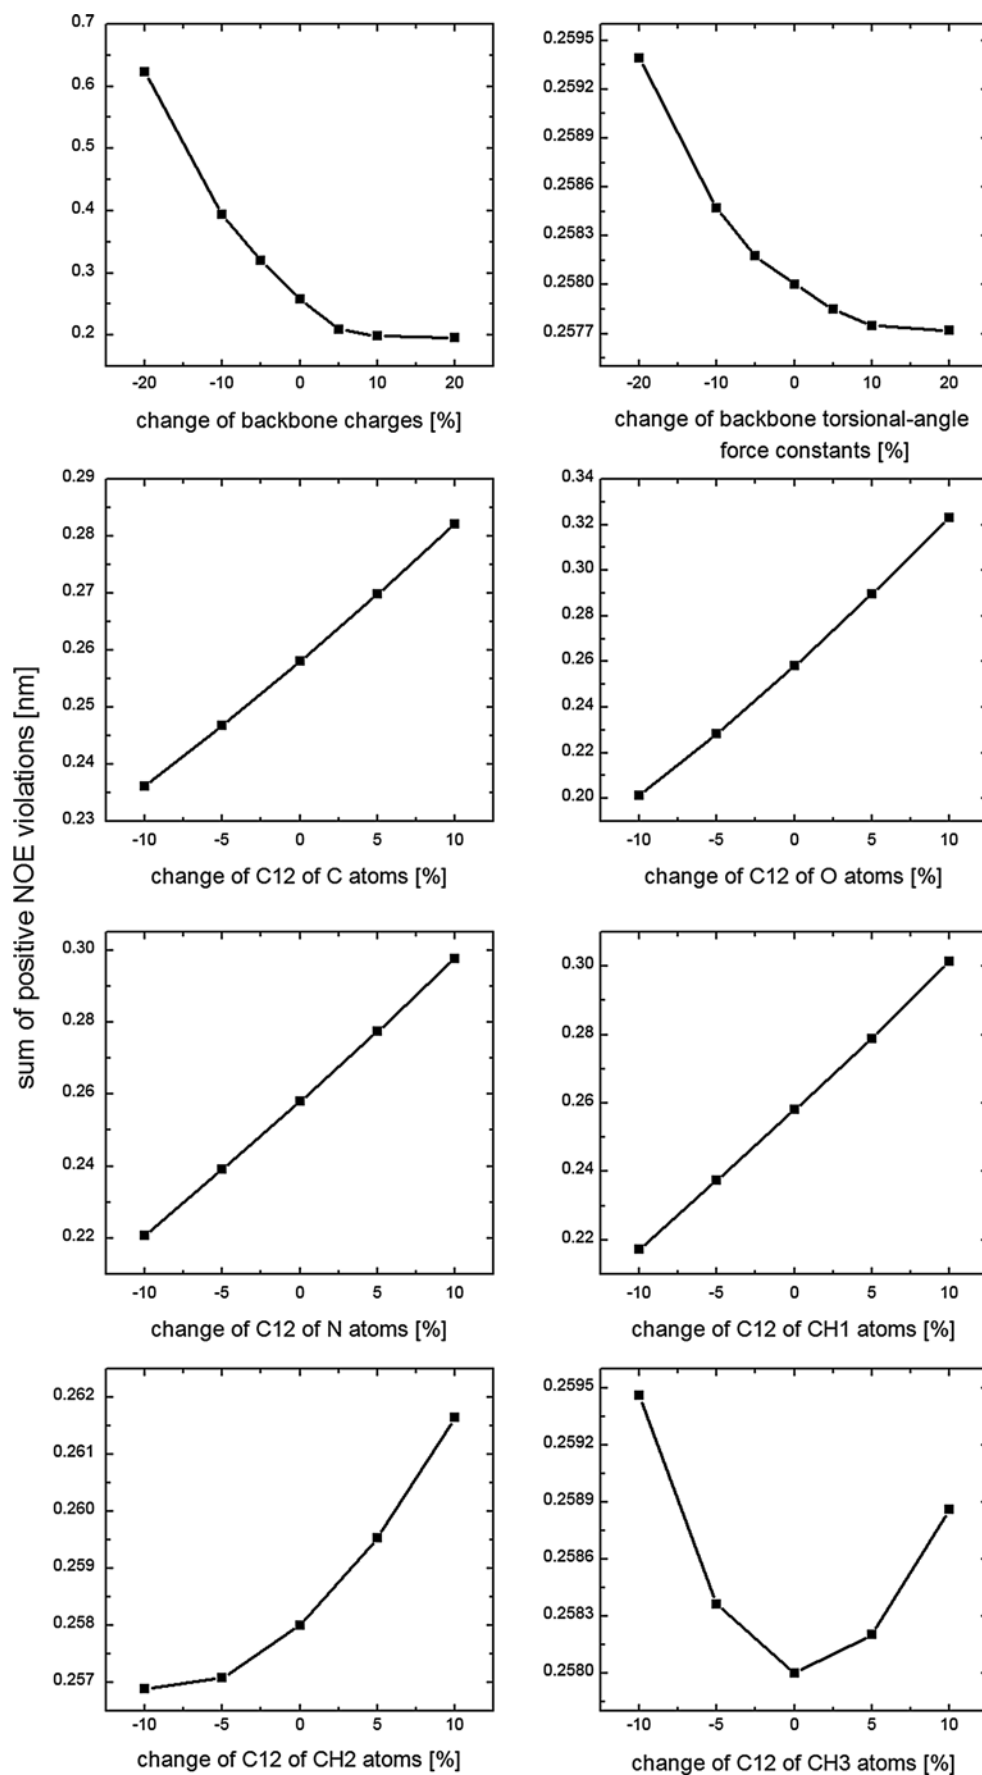 sum of positive NOE violations [nm]
0.7
0.6
0.5
0.4
0.3
0.2
-20 -10 0 10 20
change of backbone charges [%]
0.2595
0.2592
0.2589
0.2586
0.2583
0.2580
0.2577
-20 -10 0 10 20
change of backbone torsional-angle
force constants [%]
0.29
0.28
0.27
0.26
0.25
0.24
0.23
-10 -5 0 5 10
change of C12 of C atoms [%]
0.34
0.32
0.30
0.28
0.26
0.24
0.22
0.20
-10 -5 0 5 10
change of C12 of O atoms [%]
0.30
0.28
0.26
0.24
0.22
-10 -5 0 5 10
change of C12 of N atoms [%]
0.30
0.28
0.26
0.24
0.22
-10 -5 0 5 10
change of C12 of CH1 atoms [%]
0.262
0.261
0.260
0.259
0.258
0.257
-10 -5 0 5 10
change of C12 of CH2 atoms [%]
0.2595
0.2592
0.2589
0.2586
0.2583
0.2580
-10 -5 0 5 10
change of C12 of CH3 atoms [%]